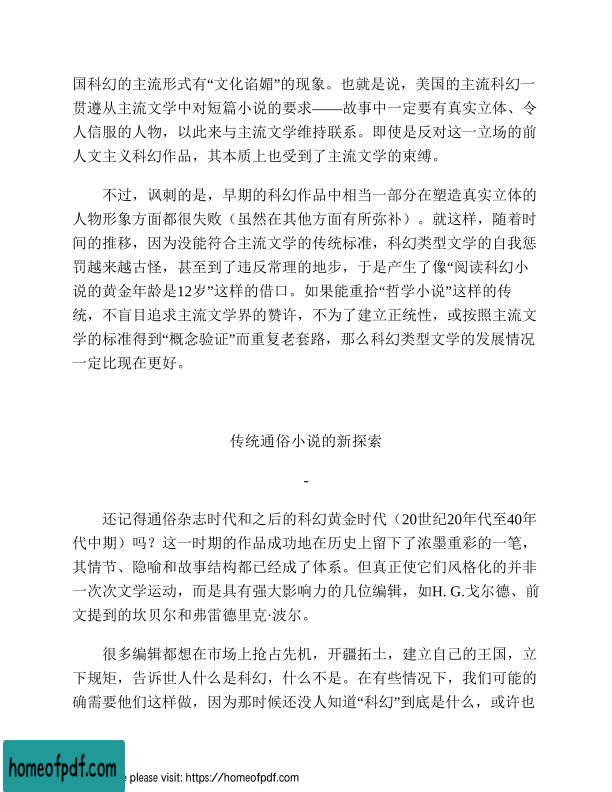 国科幻的主流形式有“文化谄媚”的现象。也就是说，美国的主流科幻一
贯遵从主流文学中对短篇小说的要求——故事中一定要有真实立体、令
人信服的人物，以此来与主流文学维持联系。即使是反对这一立场的前
人文主义科幻作品，其本质上也受到了主流文学的束缚。
不过，讽刺的是，早期的科幻作品中相当一部分在塑造真实立体的
人物形象方面都很失败（虽然在其他方面有所弥补）。就这样，随着时
间的推移，因为没能符合主流文学的传统标准，科幻类型文学的自我惩
罚越来越古怪，甚至到了违反常理的地步，于是产生了像“阅读科幻小
说的黄金年龄是12岁”这样的借口。如果能重拾“哲学小说”这样的传
统，不盲目追求主流文学界的赞许，不为了建立正统性，或按照主流文
学的标准得到“概念验证”而重复老套路，那么科幻类型文学的发展情况
一定比现在更好。
传统通俗小说的新探索
-
还记得通俗杂志时代和之后的科幻黄金时代（20世纪20年代至40年
代中期）吗？这一时期的作品成功地在历史上留下了浓墨重彩的一笔，
其情节、隐喻和故事结构都已经成了体系。但真正使它们风格化的并非
一次次文学运动，而是具有强大影响力的几位编辑，如H. G.戈尔德、前
文提到的坎贝尔和弗雷德里克·波尔。
很多编辑都想在市场上抢占先机，开疆拓土，建立自己的王国，立
下规矩，告诉世人什么是科幻，什么不是。在有些情况下，我们可能的
确需要他们这样做，因为那时候还没人知道“科幻”到底是什么，或许也
homeofpdf.com
e please visit: https://homeofpdf.com